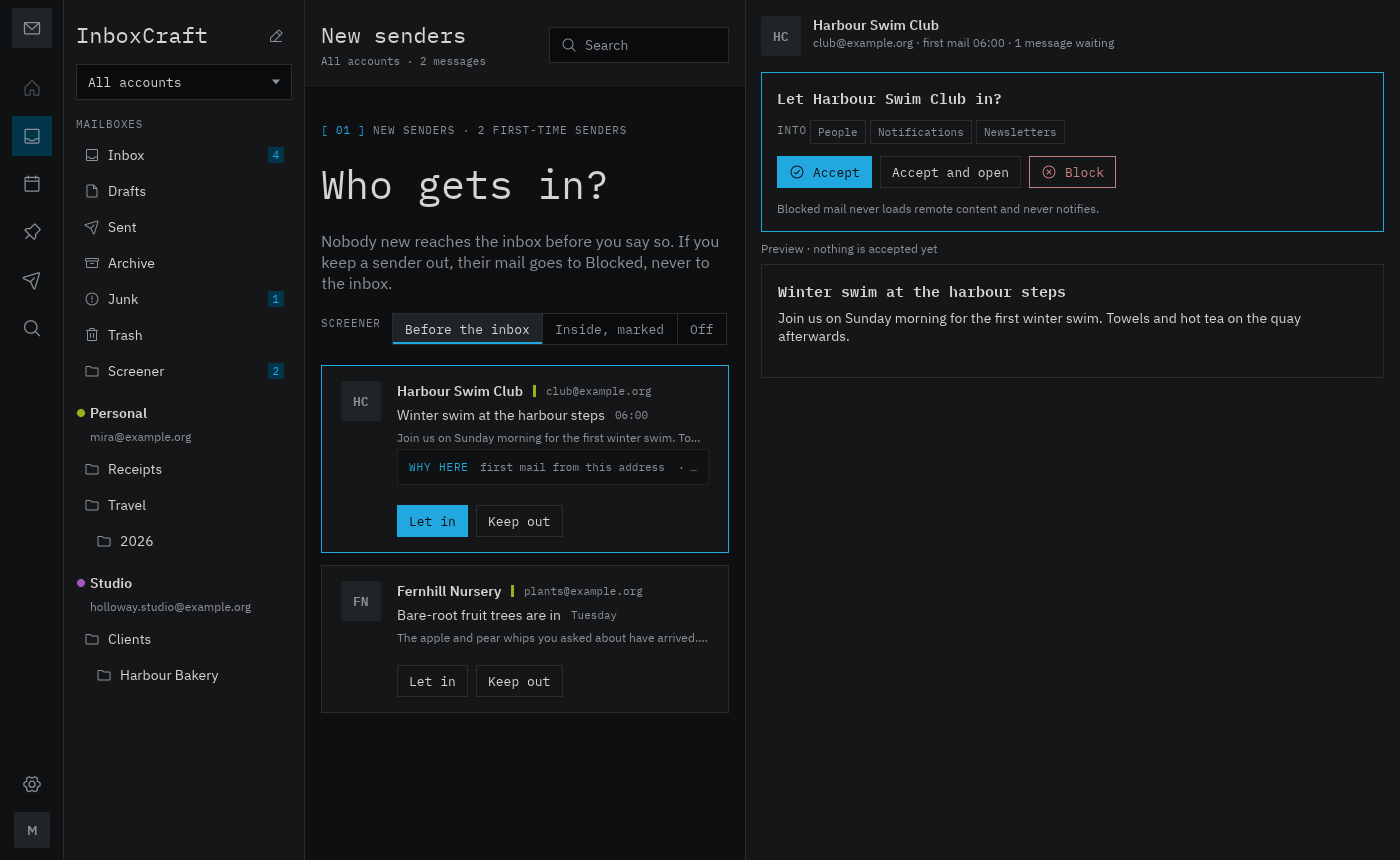 InboxCraft
All accounts
MAILBOXES
Inbox 4
Drafts
Sent
Archive
Junk 1
Trash
Screener 2
Personal
mira@example.org
Receipts
Travel
2026
Studio
holloway.studio@example.org
Clients
Harbour Bakery
M
New senders
All accounts · 2 messages
Search
[ 01 ] NEW SENDERS · 2 FIRST-TIME SENDERS
Who gets in?
Nobody new reaches the inbox before you say so. If you
keep a sender out, their mail goes to Blocked, never to
the inbox.
SCREENER Before the inbox Inside, marked Off
HC
Harbour Swim Club club@example.org
Winter swim at the harbour steps 06:00
Join us on Sunday morning for the first winter swim. To…
WHY HERE first mail from this address · …
Let in Keep out
FN
Fernhill Nursery plants@example.org
Bare-root fruit trees are in Tuesday
The apple and pear whips you asked about have arrived.…
Let in Keep out
HC
Harbour Swim Club
club@example.org · first mail 06:00 · 1 message waiting
Let Harbour Swim Club in?
INTO People Notifications Newsletters
Accept Accept and open Block
Blocked mail never loads remote content and never notifies.
Preview · nothing is accepted yet
Winter swim at the harbour steps
Join us on Sunday morning for the first winter swim. Towels and hot tea on the quay
afterwards.